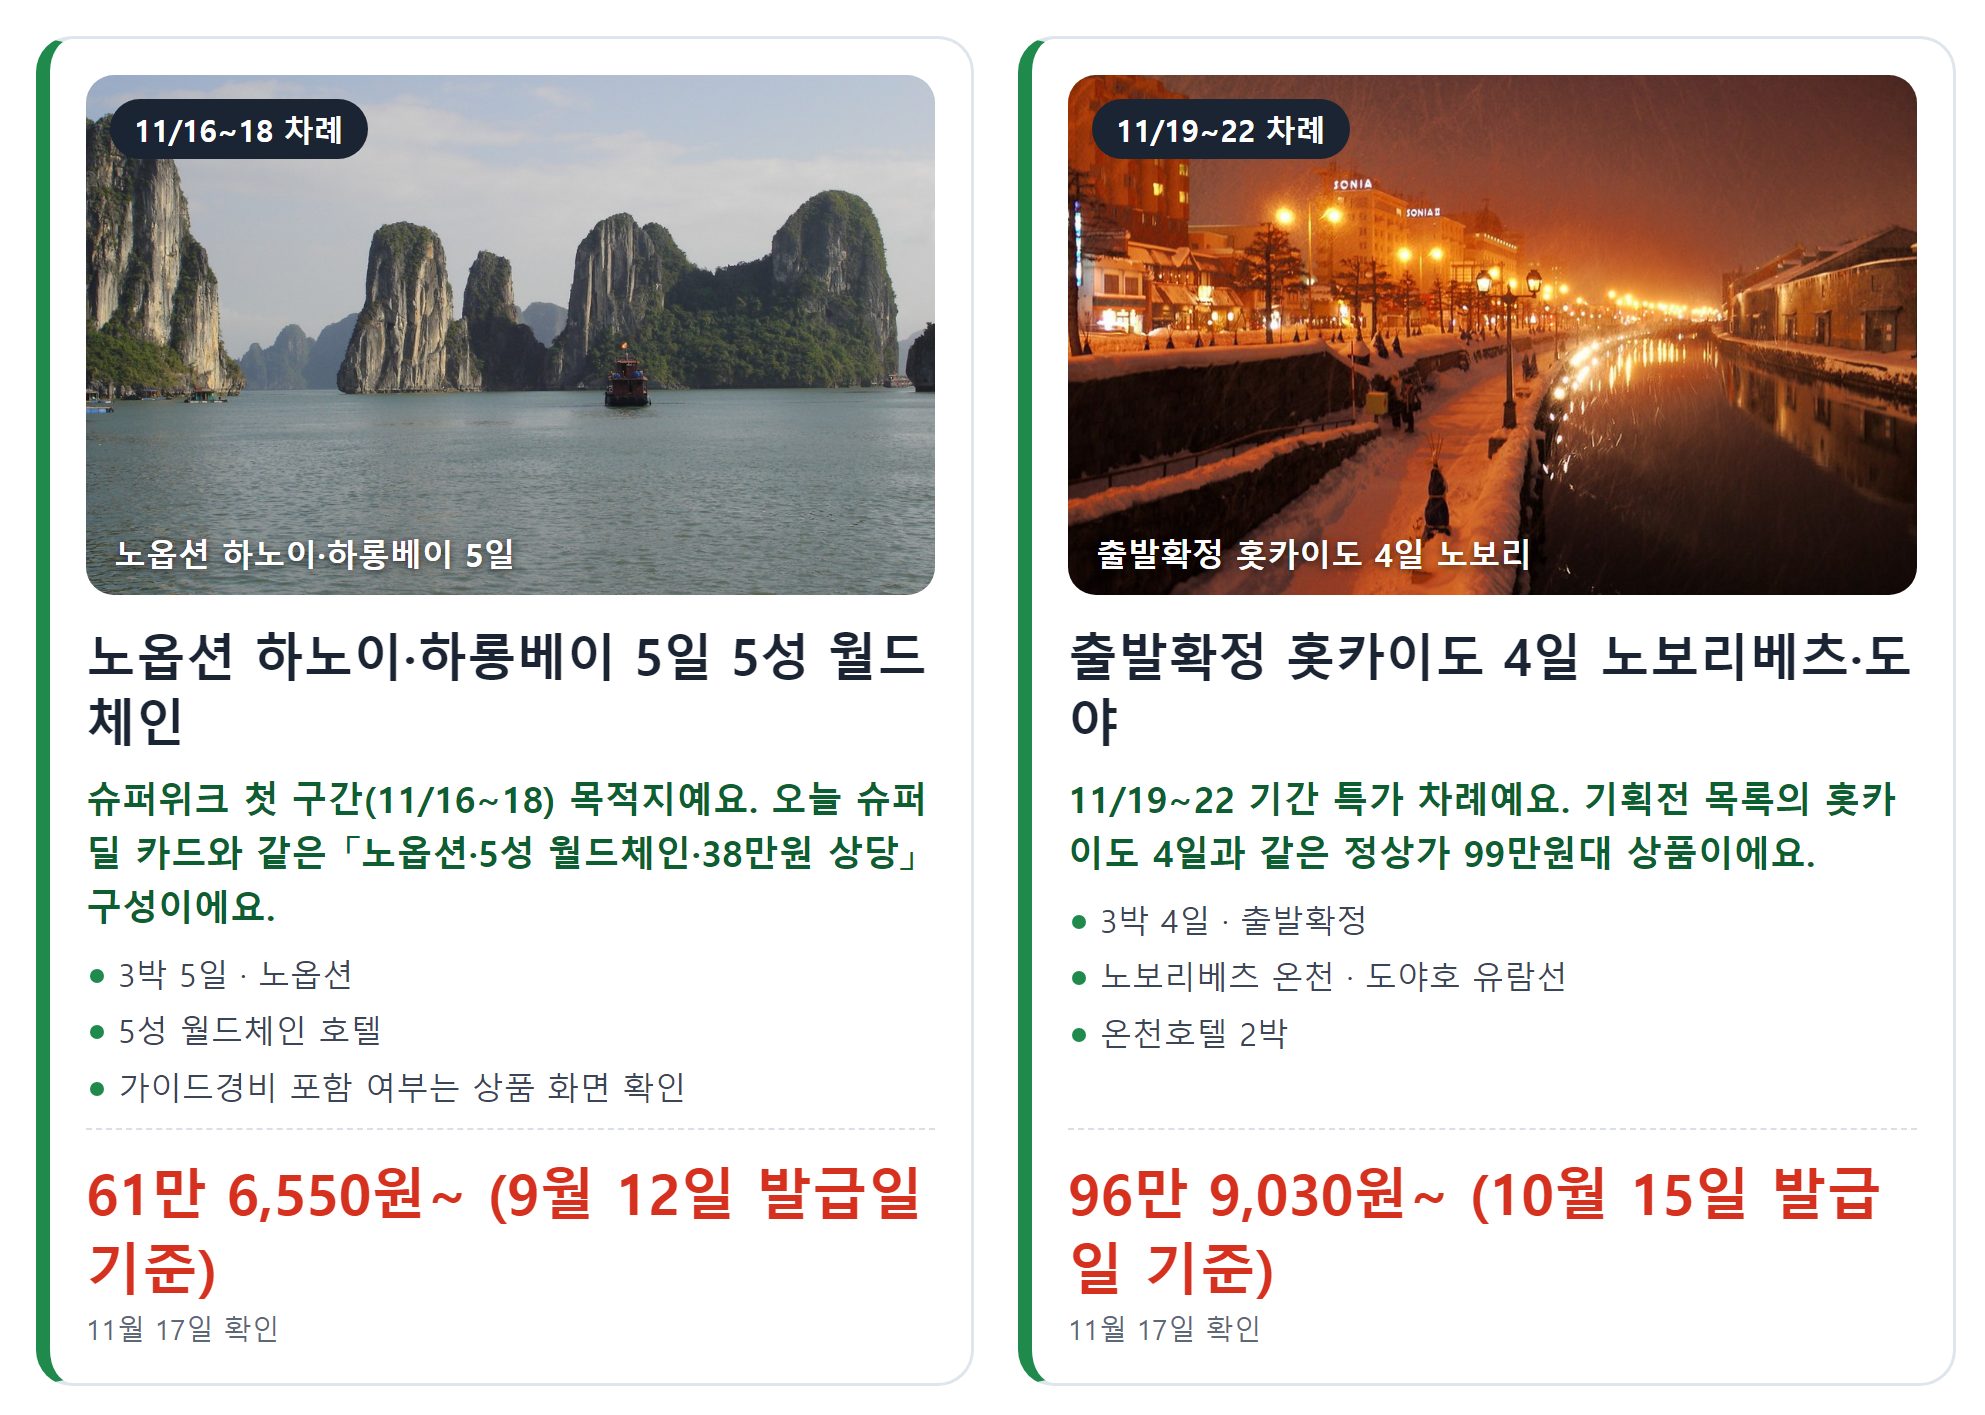 11/16~18 차례
노옵션 하노이·하롱베이 5일
노옵션 하노이·하롱베이 5일 5성 월드
체인
슈퍼위크 첫 구간(11/16~18) 목적지예요. 오늘 슈퍼
딜 카드와 같은「노옵션·5성 월드체인·38만원 상당」
구성이에요.
3박 5일 · 노옵션
5성 월드체인 호텔
가이드경비 포함 여부는 상품 화면 확인
61만 6,550원~ (9월 12일 발급일
기준)
11월 17일 확인
11/19~22 차례
SONIA
SONIA II
출발확정 홋카이도 4일 노보리
출발확정 홋카이도 4일 노보리베츠·도
야
11/19~22 기간 특가 차례예요. 기획전 목록의 홋카
이도 4일과 같은 정상가 99만원대 상품이에요.
3박 4일 · 출발확정
노보리베츠 온천 · 도야호 유람선
온천호텔 2박
96만 9,030원~ (10월 15일 발급
일 기준)
11월 17일 확인